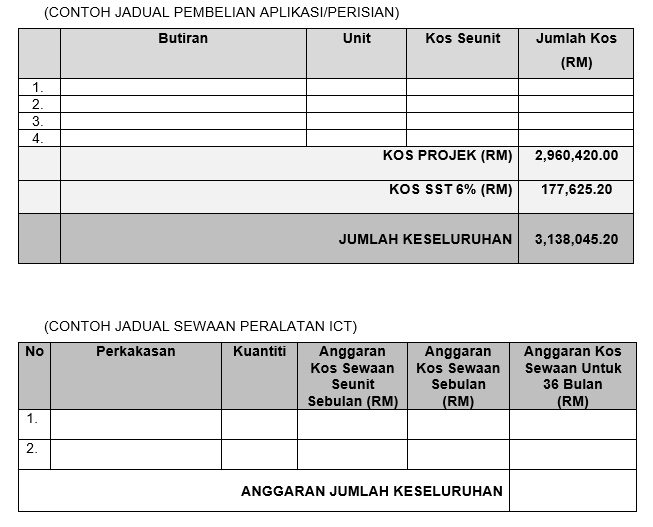 (CONTOH JADUAL PEMBELIAN APLIKASI/PERISIAN)
Butiran Unit Kos Seunit Jumlah Kos
(RM)
1.
2.
3.
4.
KOS PROJEK (RM) 2,960,420.00
KOS SST 6% (RM) 177,625.20
JUMLAH KESELURUHAN 3,138,045.20
(CONTOH JADUAL SEWAAN PERALATAN ICT)
No Perkakasan Kuantiti Anggaran Anggaran Anggaran Kos
Kos Sewaan Kos Sewaan Sewaan Untuk
Seunit Sebulan 36 Bulan
Sebulan (RM) (RM) (RM)
1.
2.
ANGGARAN JUMLAH KESELURUHAN